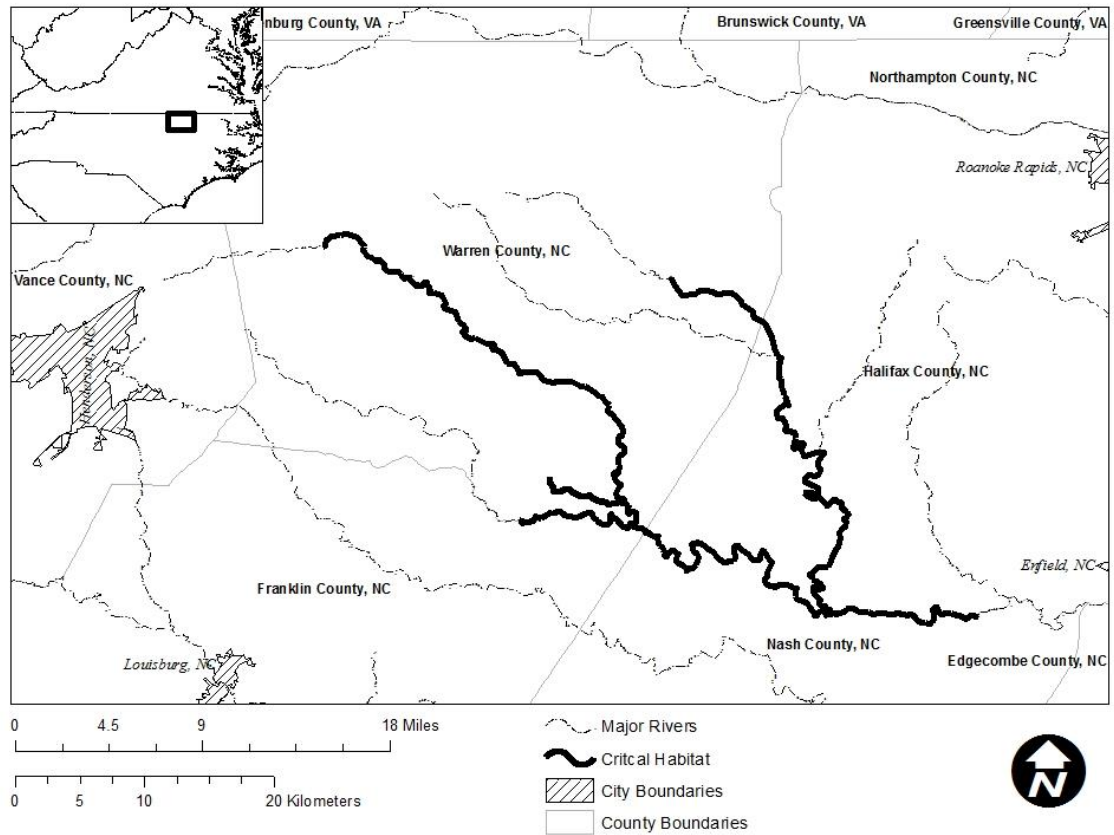 nburg County, VA
Brunswick County, VA
Greensville County, VA
Northampton County, NC
Roanoke Rapids, NC
Warren County, NC
Vance County, NC
Henderson, NC
Halifax County, NC
Enfield, NC
Franklin County, NC
Nash County, NC
Louisburg, NC
Edgecombe County, NC
0 4.5 9 18 Miles
0 5 10 20 Kilometers
Major Rivers
Critcal Habitat
City Boundaries
County Boundaries
N